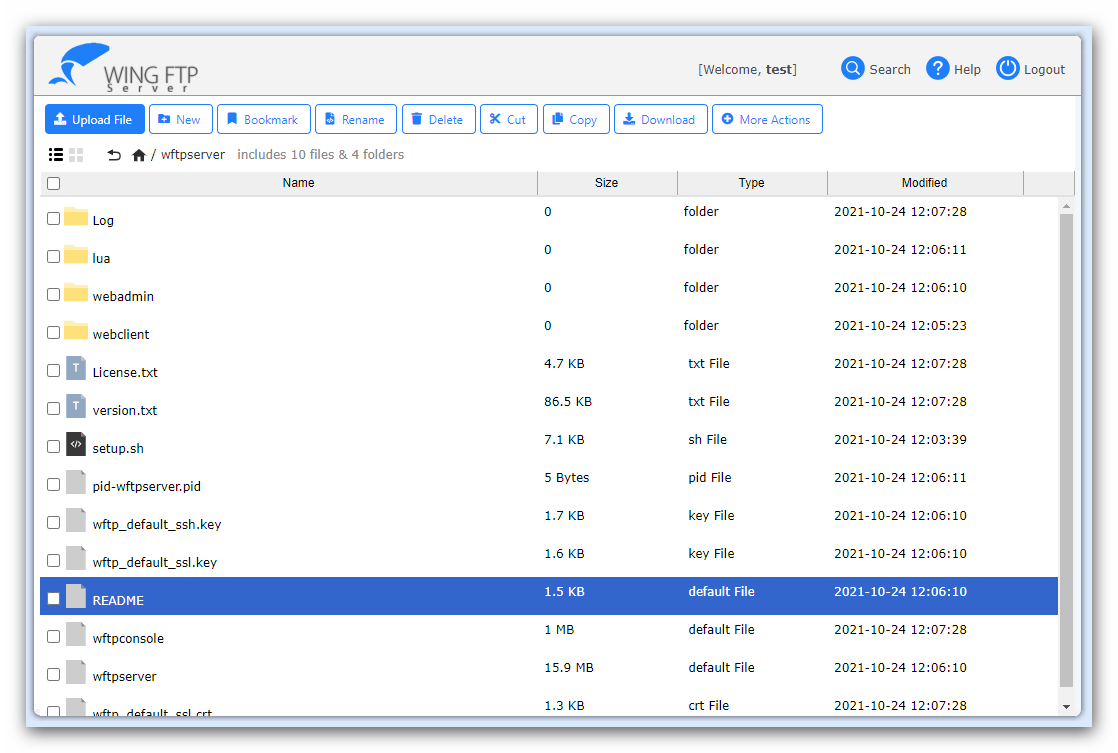 WING FTP
Server
[Welcome, test]
Search
Help
Logout
Upload File
New
Bookmark
Rename
Delete
Cut
Copy
Download
More Actions
/ wftpserver includes 10 files & 4 folders
Name Size Type Modified
Log 0 folder 2021-10-24 12:07:28
lua 0 folder 2021-10-24 12:06:11
webadmin 0 folder 2021-10-24 12:06:10
webclient 0 folder 2021-10-24 12:05:23
T License.txt 4.7 KB txt File 2021-10-24 12:07:28
T version.txt 86.5 KB txt File 2021-10-24 12:07:28
</> setup.sh 7.1 KB sh File 2021-10-24 12:03:39
pid-wftpserver.pid 5 Bytes pid File 2021-10-24 12:06:11
wftp_default_ssh.key 1.7 KB key File 2021-10-24 12:06:10
wftp_default_ssl.key 1.6 KB key File 2021-10-24 12:06:10
README 1.5 KB default File 2021-10-24 12:06:10
wftpconsole 1 MB default File 2021-10-24 12:07:28
wftpserver 15.9 MB default File 2021-10-24 12:06:10
wftp_default_ssl.crt 1.3 KB crt File 2021-10-24 12:07:28